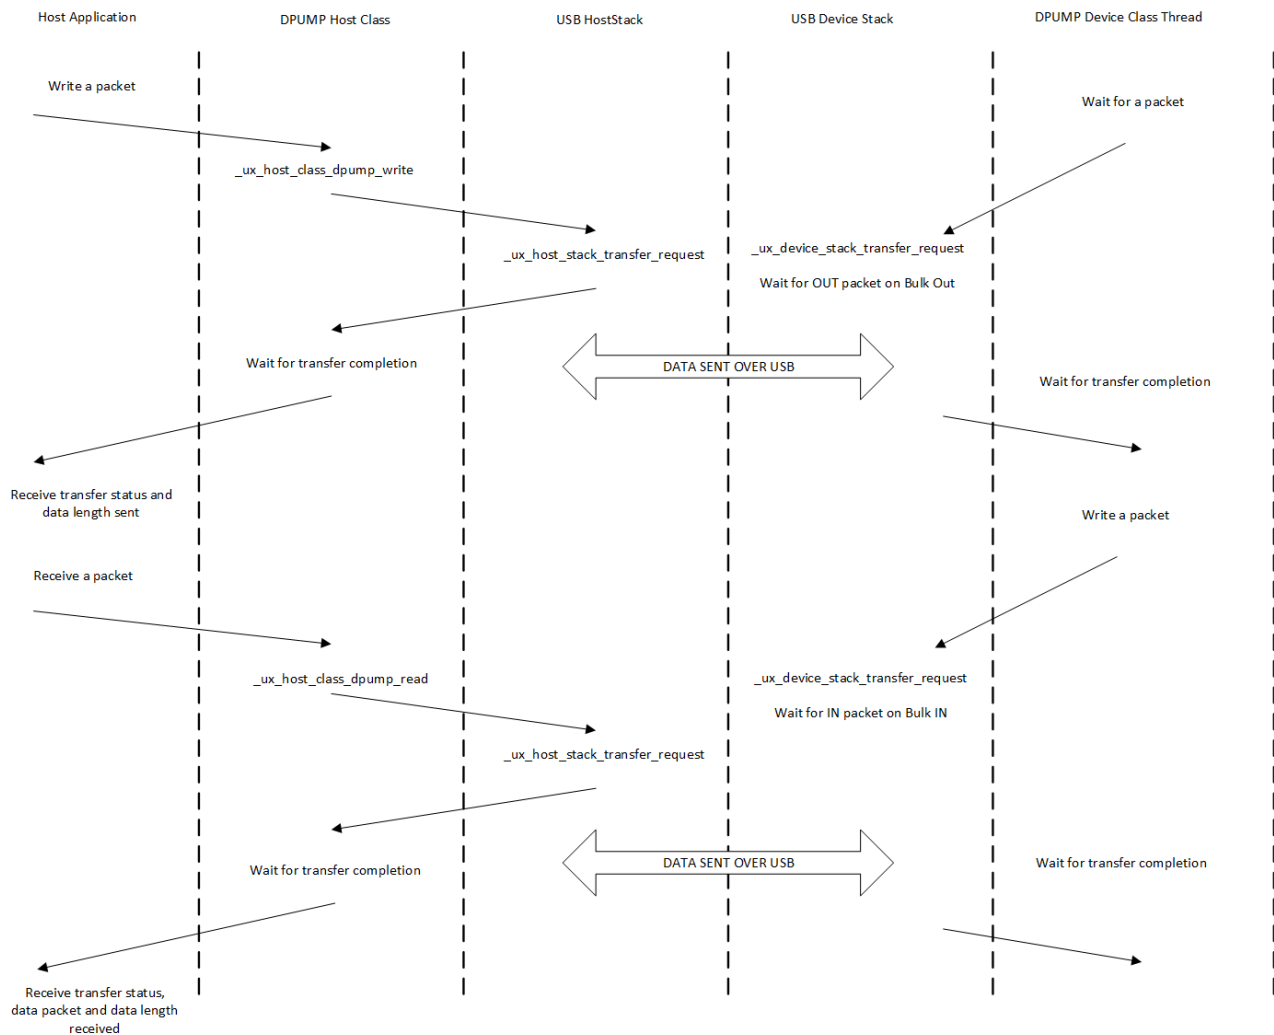 Host Application
DPUMP Host Class
USB HostStack
USB Device Stack
DPUMP Device Class Thread
Write a packet
Wait for a packet
_ux_host_class_dpump_write
_ux_host_stack_transfer_request
_ux_device_stack_transfer_request
Wait for OUT packet on Bulk Out
Wait for transfer completion
DATA SENT OVER USB
Wait for transfer completion
Receive transfer status and
data length sent
Write a packet
Receive a packet
_ux_host_class_dpump_read
_ux_device_stack_transfer_request
Wait for IN packet on Bulk IN
_ux_host_stack_transfer_request
Wait for transfer completion
DATA SENT OVER USB
Wait for transfer completion
Receive transfer status,
data packet and data length
received